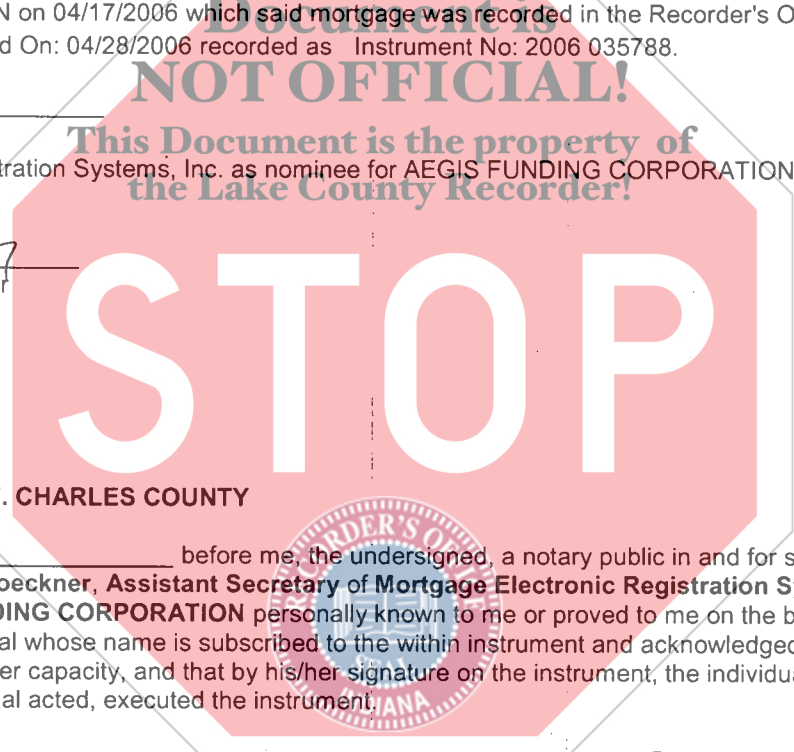 N on 04/17/2006 which said mortgage was recorded in the Recorder's O
Document is
d On: 04/28/2006 recorded as Instrument No: 2006 035788.
NOT OFFICIAL!
This Document is the property of
tration Systems, Inc. as nominee for AEGIS FUNDING CORPORATION
the Lake County Recorder!
r
STOP
. CHARLES COUNTY
before me, the undersigned, a notary public in and for s
oeckner, Assistant Secretary of Mortgage Electronic Registration S
DING CORPORATION personally known to me or proved to me on the b
al whose name is subscribed to the within instrument and acknowledged
er capacity, and that by his/her signature on the instrument, the individua
al acted, executed the instrument.
RECORDER'S OFFICE
SEAL
INDIANA